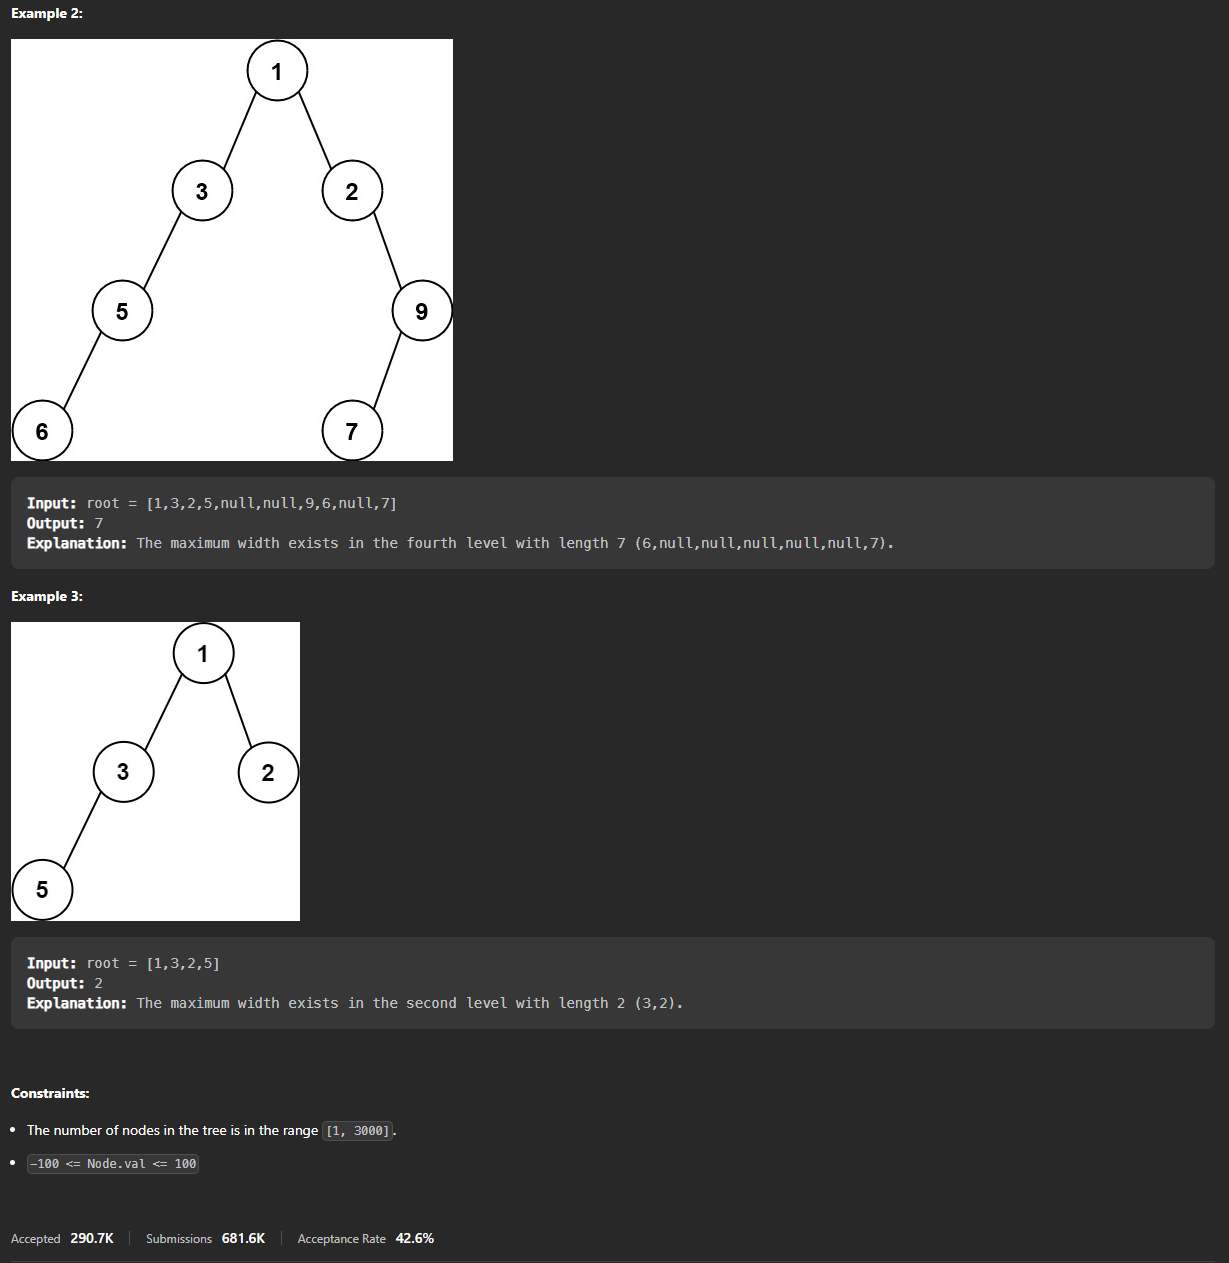 Example 2:
1
3 2
5 9
6 7
Input: root = [1,3,2,5,null,null,9,6,null,7]
Output: 7
Explanation: The maximum width exists in the fourth level with length 7 (6,null,null,null,null,null,7).
Example 3:
1
3 2
5
Input: root = [1,3,2,5]
Output: 2
Explanation: The maximum width exists in the second level with length 2 (3,2).
Constraints:
• The number of nodes in the tree is in the range [1, 3000].
• -100 <= Node.val <= 100
Accepted 290.7K Submissions 681.6K Acceptance Rate 42.6%